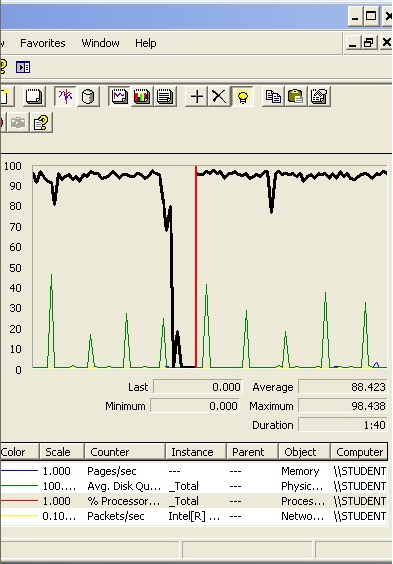 Favorites Window Help
100
90
80
70
60
50
40
30
20
10
0
Last 0.000 Average 88.423
Minimum 0.000 Maximum 98.438
Duration 1:40
Color Scale Counter Instance Parent Object Computer
1.000 Pages/sec --- --- Memory \\STUDENT
100.... Avg. Disk Qu... _Total --- Physic... \\STUDENT
1.000 % Processor... _Total --- Proces... \\STUDENT
0.10... Packets/sec Intel[R] ... --- Netwo... \\STUDENT